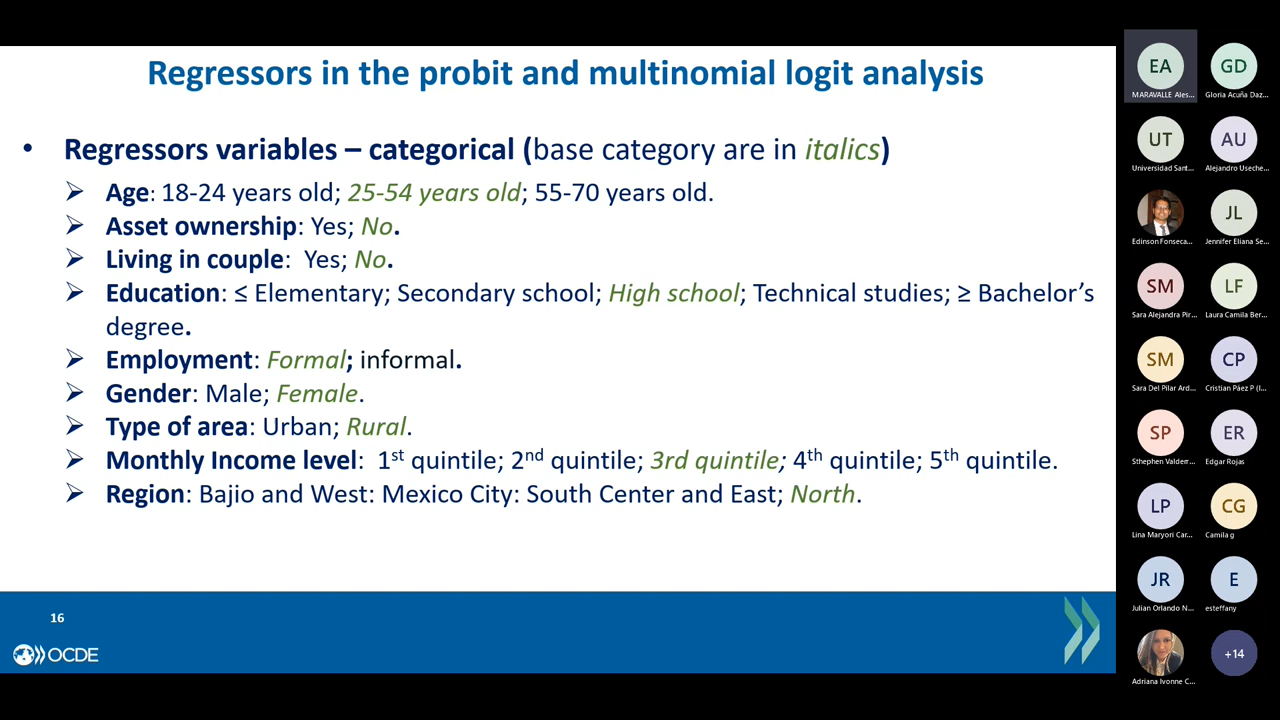 Regressors in the probit and multinomial logit analysis
• Regressors variables – categorical (base category are in italics)
➢ Age: 18-24 years old; 25-54 years old; 55-70 years old.
➢ Asset ownership: Yes; No.
➢ Living in couple: Yes; No.
➢ Education: ≤ Elementary; Secondary school; High school; Technical studies; ≥ Bachelor’s
degree.
➢ Employment: Formal; informal.
➢ Gender: Male; Female.
➢ Type of area: Urban; Rural.
➢ Monthly Income level: 1st quintile; 2nd quintile; 3rd quintile; 4th quintile; 5th quintile.
➢ Region: Bajio and West: Mexico City: South Center and East; North.
16
OCDE
EA
MARAVALLE Ales...
GD
Gloria Acuña Daz...
UT
Universidad Sant...
AU
Alejandro Useche...
Edinson Fonseca...
JL
Jennifer Eliana Se...
SM
Sara Alejandra Pir...
LF
Laura Camila Ber...
SM
Sara Del Pilar Ard...
CP
Cristian Páez P (I...
SP
Sthephen Valderr...
ER
Edgar Rojas
LP
Lina Maryori Car...
CG
Camila g
JR
Julian Orlando N...
E
esteffany
Adriana Ivonne C...
+14